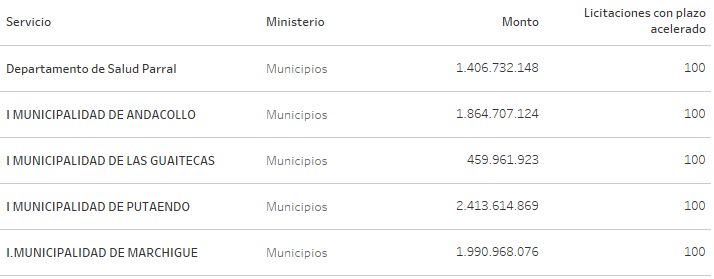 Servicio Ministerio Monto Licitaciones con plazo
acelerado
Departamento de Salud Parral Municipios 1.406.732.148 100
I MUNICIPALIDAD DE ANDACOLLO Municipios 1.864.707.124 100
I MUNICIPALIDAD DE LAS GUAITECAS Municipios 459.961.923 100
I MUNICIPALIDAD DE PUTAENDO Municipios 2.413.614.869 100
I.MUNICIPALIDAD DE MARCHIGUE Municipios 1.990.968.076 100